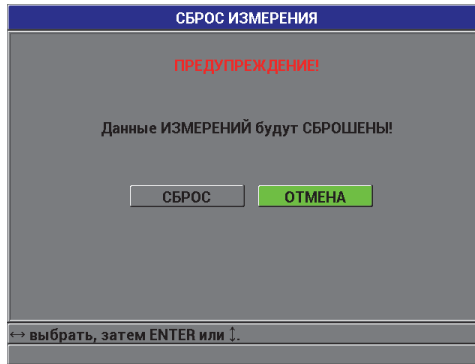 СБРОС ИЗМЕРЕНИЯ
ПРЕДУПРЕЖДЕНИЕ!
Данные ИЗМЕРЕНИЙ будут СБРОШЕНЫ!
СБРОС ОТМЕНА
↔ выбрать, затем ENTER или ↕.